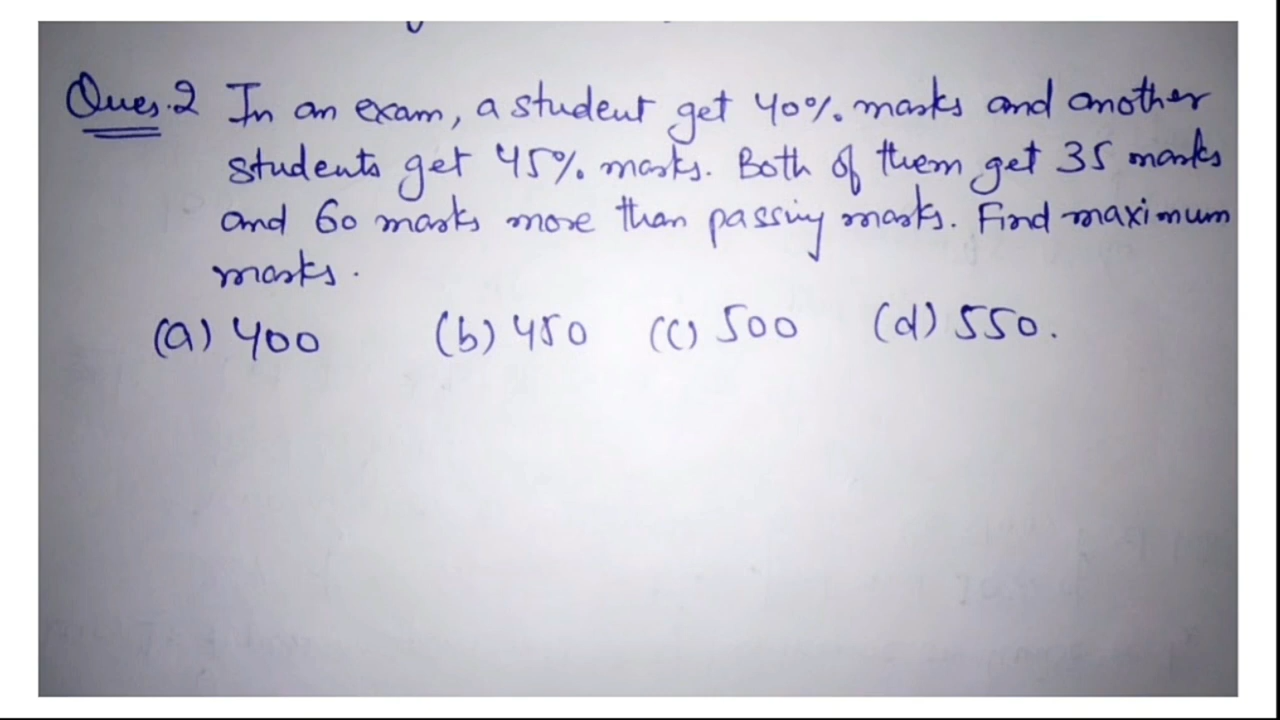 Ques.2 In an exam, a student get 40% marks and another
students get 45% marks. Both of them get 35 marks
and 60 marks more than passing marks. Find maximum
marks.
(a) 400 (b) 450 (c) 500 (d) 550.